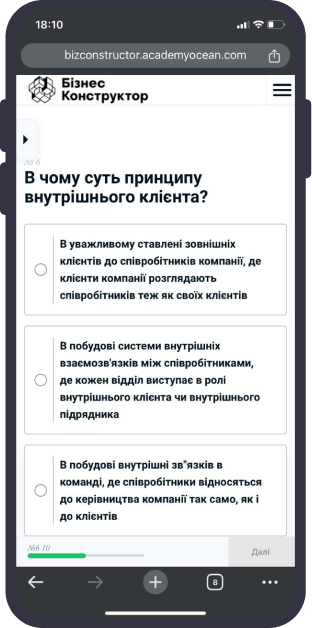 18:10
bizconstructor.academyocean.com
Бізнес
Конструктор
№ 6
В чому суть принципу
внутрішнього клієнта?
В уважливому ставлені зовнішніх
клієнтів до співробітників компанії, де
клієнти компанії розглядають
співробітників теж як своїх клієнтів
В побудові системи внутрішніх
взаємозв'язків між співробітниками,
де кожен відділ виступає в ролі
внутрішнього клієнта чи внутрішнього
підрядника
В побудові внутрішні зв"язків в
команді, де співробітники відносяться
до керівництва компанії так само, як і
до клієнтів
№6 10
Далі
8